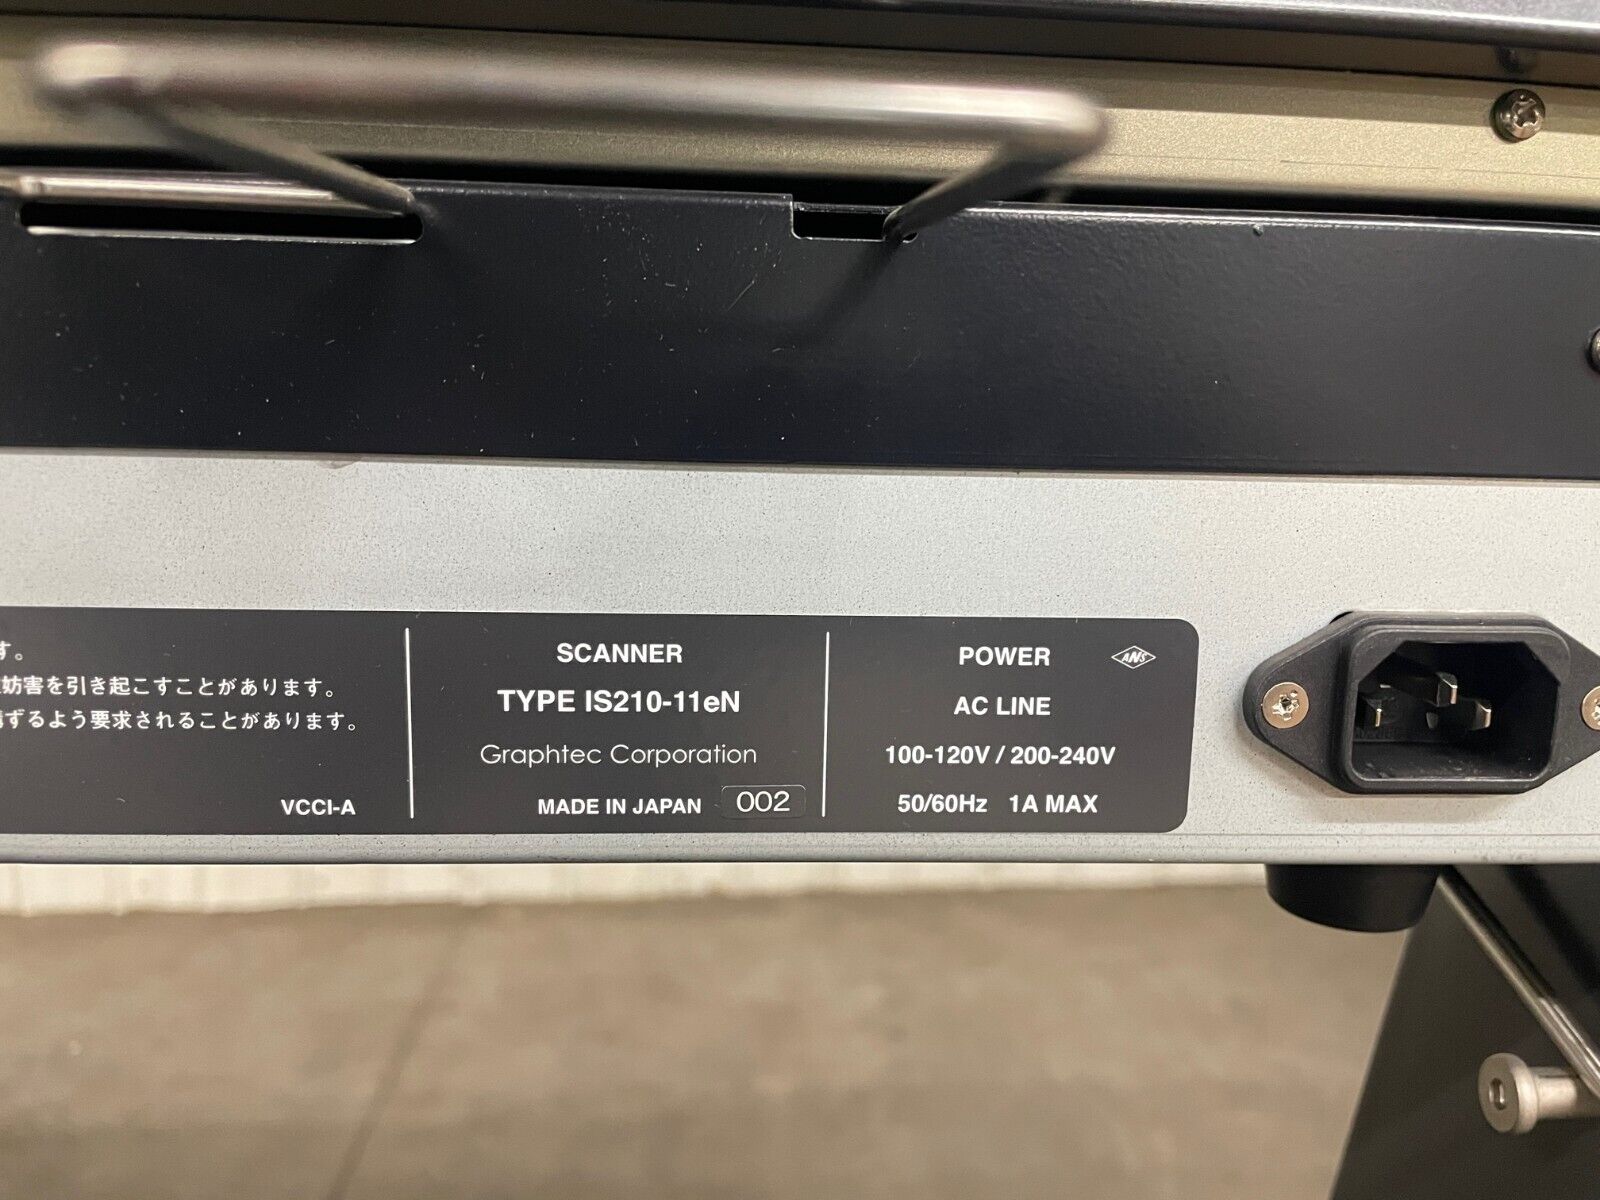 す。
妨害を引き起こすことがあります。
ずるよう要求されることがあります。
VCCI-A
SCANNER
TYPE IS210-11eN
Graphtec Corporation
MADE IN JAPAN 002
POWER ANS
AC LINE
100-120V / 200-240V
50/60Hz 1A MAX